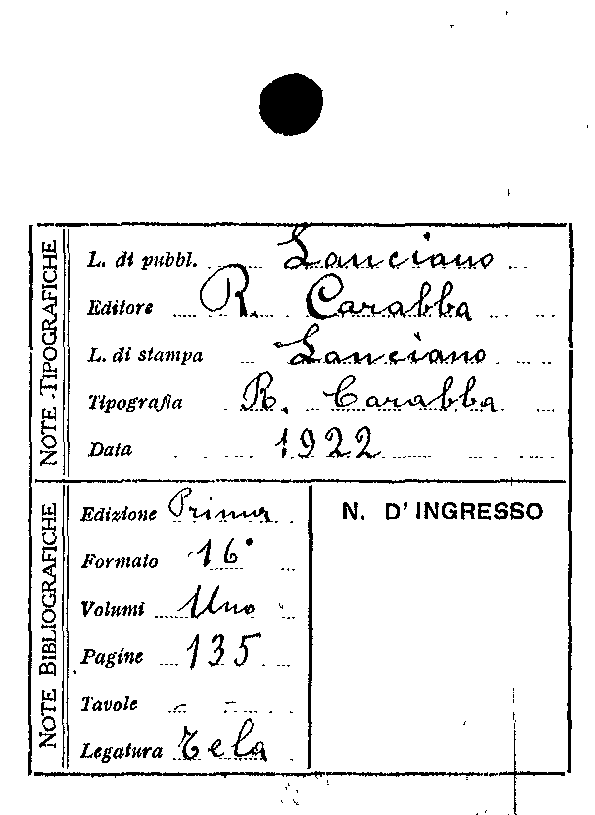 NOTE TIPOGRAFICHE
L. di pubbl. Lanciano
Editore R. Carabba
L. di stampa Lanciano
Tipografia R. Carabba
Data 1922
NOTE BIBLIOGRAFICHE
Edizione Prima
Formato 16°
Volumi Uno
Pagine 135
Tavole - -
Legatura Tela
N. D'INGRESSO